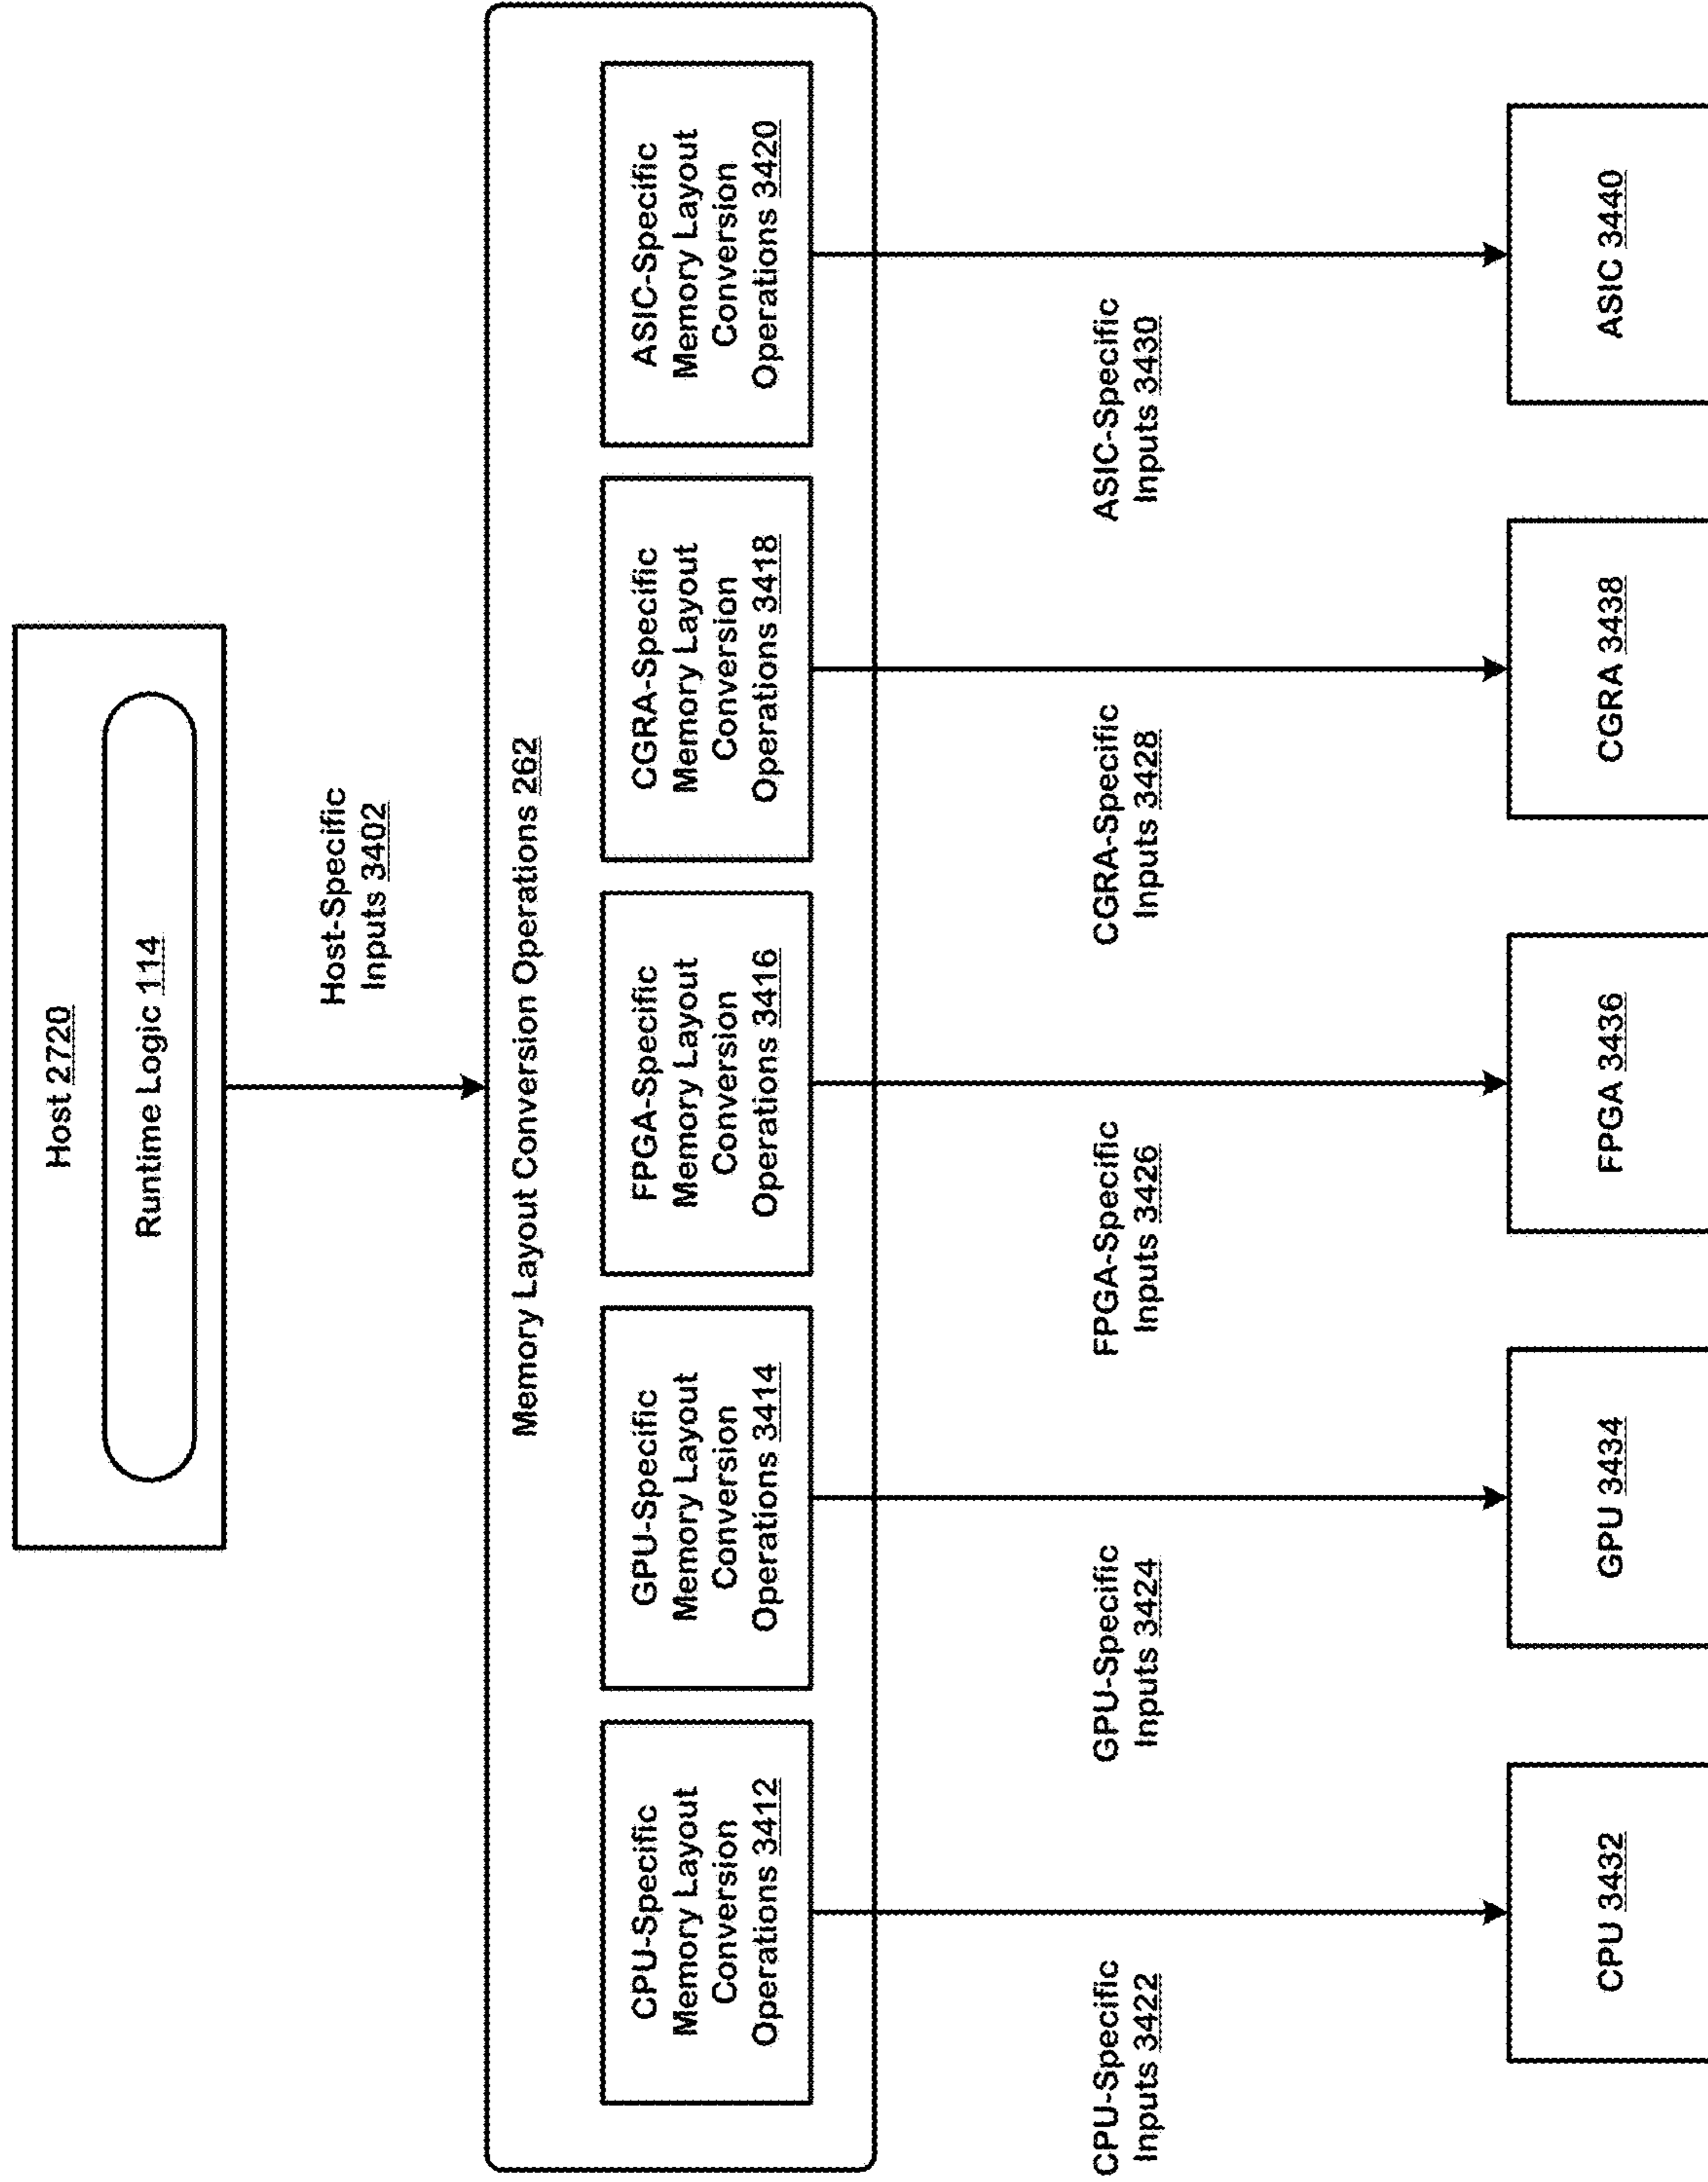 Host 2720
Runtime Logic 114
Host-Specific
Inputs 3402
Memory Layout Conversion Operations 262
CPU-Specific
Memory Layout
Conversion
Operations 3412
GPU-Specific
Memory Layout
Conversion
Operations 3414
FPGA-Specific
Memory Layout
Conversion
Operations 3416
CGRA-Specific
Memory Layout
Conversion
Operations 3418
ASIC-Specific
Memory Layout
Conversion
Operations 3420
CPU-Specific
Inputs 3422
GPU-Specific
Inputs 3424
FPGA-Specific
Inputs 3426
CGRA-Specific
Inputs 3428
ASIC-Specific
Inputs 3430
CPU 3432
GPU 3434
FPGA 3436
CGRA 3438
ASIC 3440